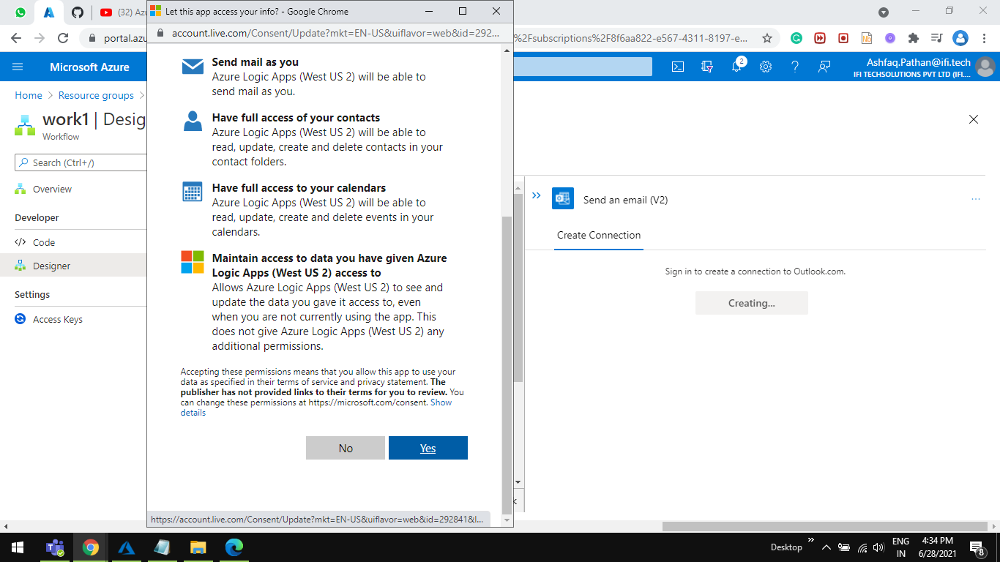 Let this app access your info? - Google Chrome
(32) Az
account.live.com/Consent/Update?mkt=EN-US&uiflavor=web&id=292...
portal.azu
%2Fsubscriptions%2F8f6aa822-e567-4311-8197-e...
Microsoft Azure
2
Ashfaq.Pathan@ifi.tech
IFI TECHSOLUTIONS PVT LTD (IFI....
Home
Resource groups
work1 | Desig
Workflow
Search (Ctrl+/)
Overview
Developer
Code
Designer
Settings
Access Keys
Send mail as you
Azure Logic Apps (West US 2) will be able to
send mail as you.
Have full access of your contacts
Azure Logic Apps (West US 2) will be able to
read, update, create and delete contacts in your
contact folders.
Have full access to your calendars
Azure Logic Apps (West US 2) will be able to
read, update, create and delete events in your
calendars.
Maintain access to data you have given Azure
Logic Apps (West US 2) access to
Allows Azure Logic Apps (West US 2) to see and
update the data you gave it access to, even
when you are not currently using the app. This
does not give Azure Logic Apps (West US 2) any
additional permissions.
Accepting these permissions means that you allow this app to use your
data as specified in their terms of service and privacy statement. The
publisher has not provided links to their terms for you to review. You
can change these permissions at https://microsoft.com/consent. Show
details
No
Yes
https://account.live.com/Consent/Update?mkt=EN-US&uiflavor=web&id=292841&l...
Send an email (V2)
...
Create Connection
Sign in to create a connection to Outlook.com.
Creating...
Desktop
ENG
IN
4:34 PM
6/28/2021
8